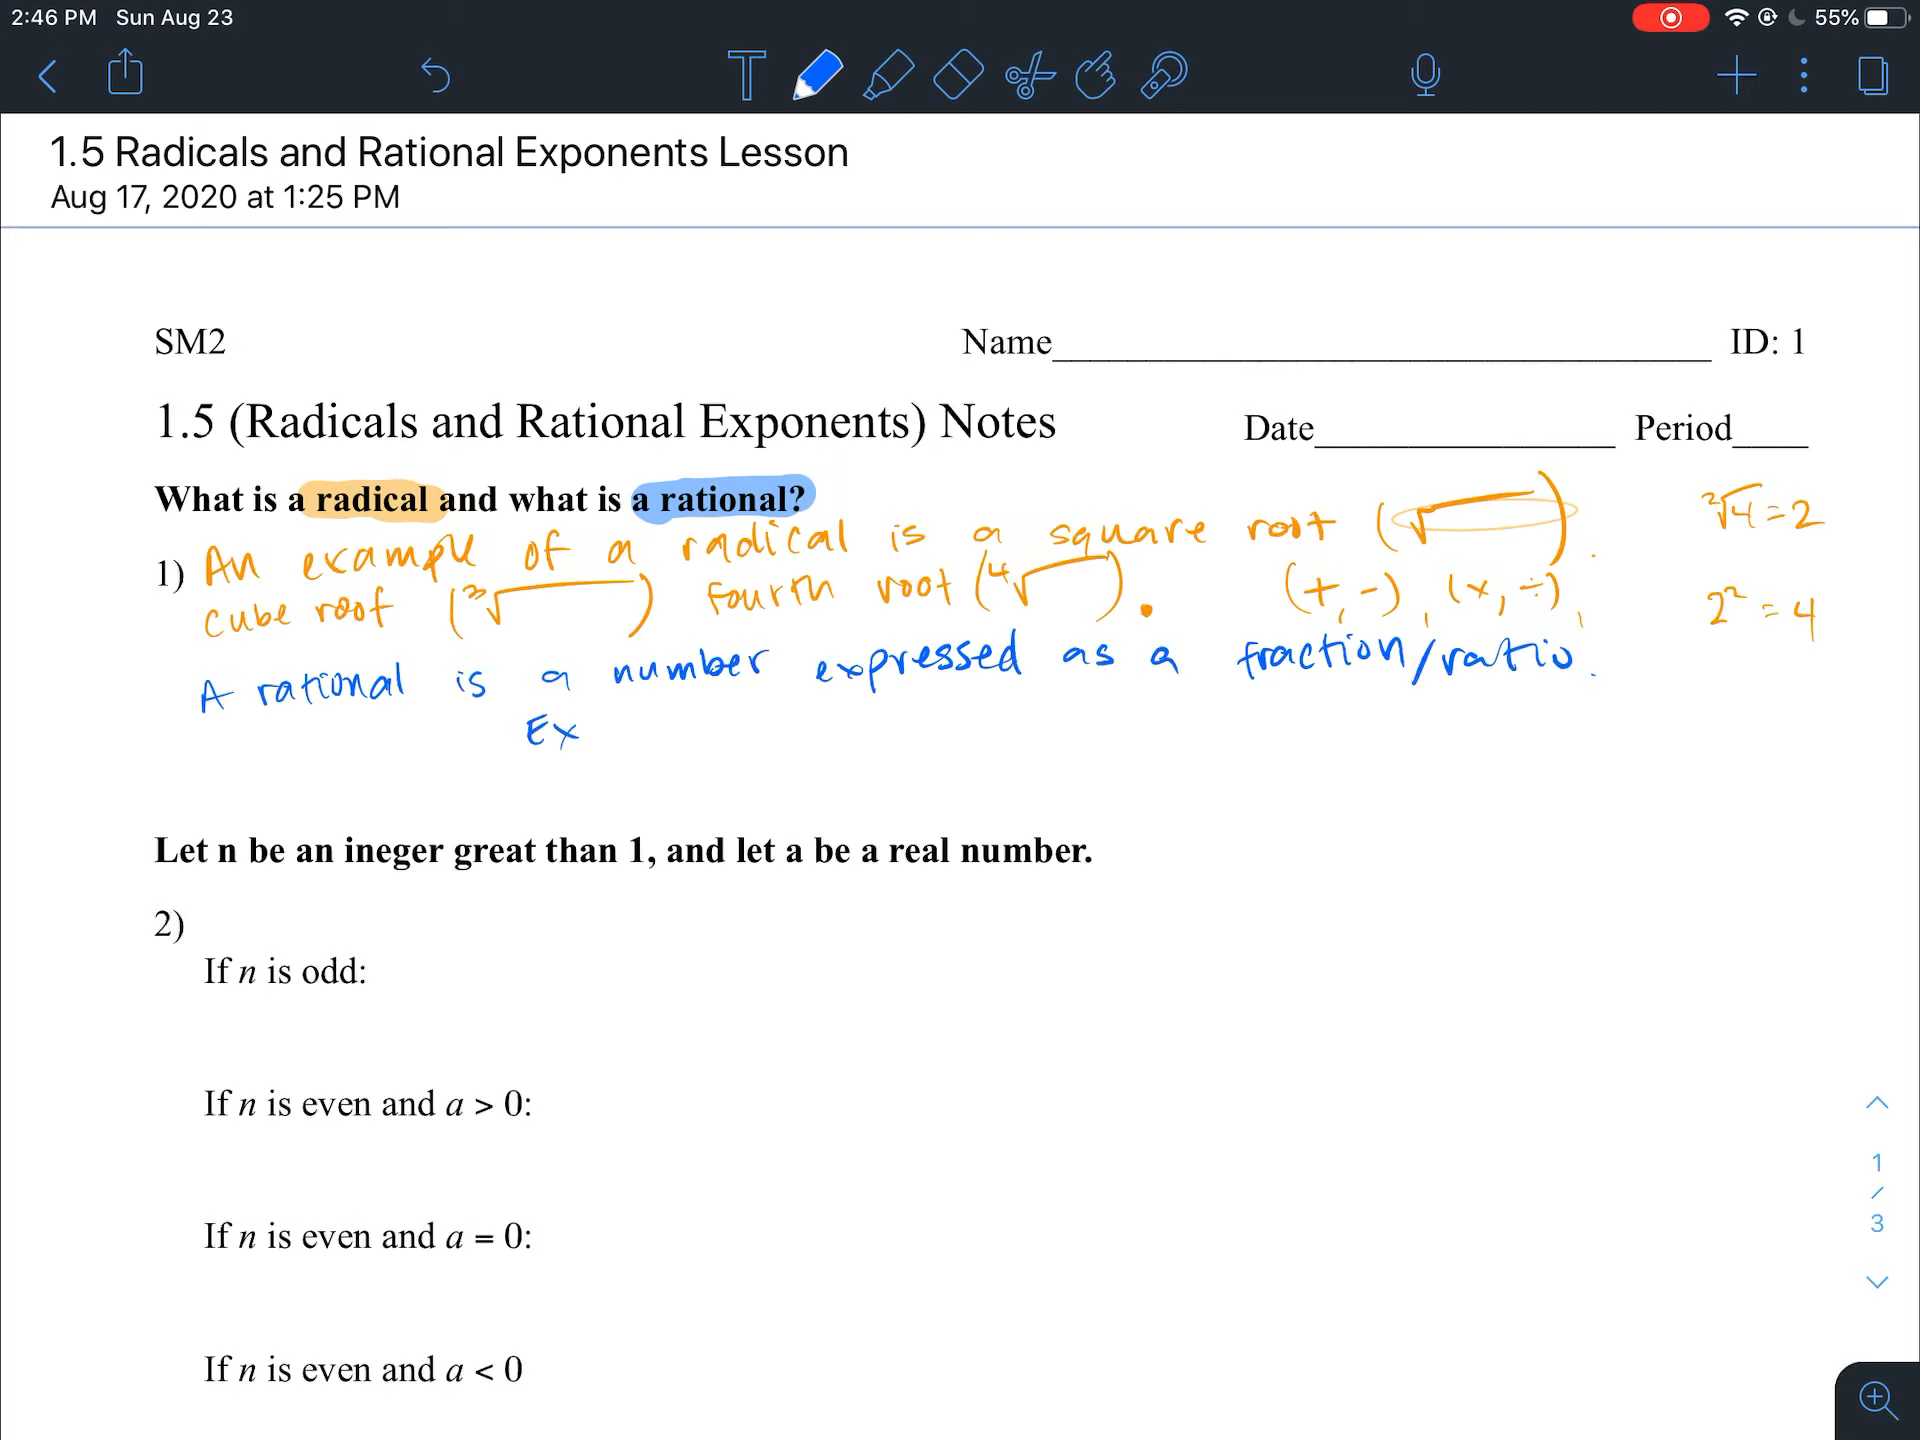 2:46 PM Sun Aug 23 55%
T
1.5 Radicals and Rational Exponents Lesson
Aug 17, 2020 at 1:25 PM
SM2 Name____________________ ID: 1
1.5 (Radicals and Rational Exponents) Notes Date__________ Period____
What is a radical and what is a rational?
1) An example of a radical is a square root (√ ). ²√4 = 2
cube root (³√ ) fourth root (⁴√ ). (+, -), (x, ÷), 2² = 4
A rational is a number expressed as a fraction/ratio.
Ex
Let n be an ineger great than 1, and let a be a real number.
2)
If n is odd:
If n is even and a > 0:
If n is even and a = 0:
If n is even and a < 0
1
/
3